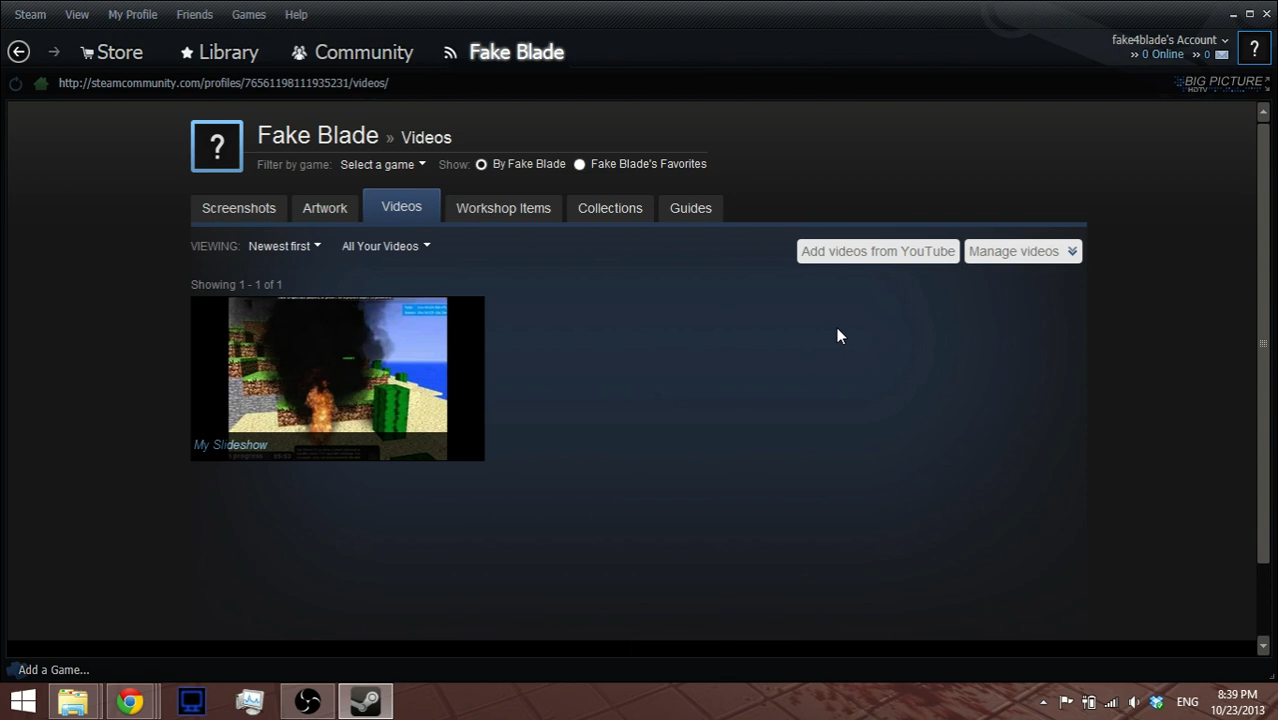 Steam View My Profile Friends Games Help
fake4blade's Account
Store Library Community Fake Blade
?
» 0 Online » 0
http://steamcommunity.com/profiles/76561198111935231/videos/
BIG PICTURE
HDTV
? Fake Blade » Videos
Filter by game: Select a game Show: By Fake Blade Fake Blade's Favorites
Screenshots Artwork Videos Workshop Items Collections Guides
VIEWING: Newest first All Your Videos Add videos from YouTube Manage videos
Showing 1 - 1 of 1
My Slideshow
Add a Game...
ENG
8:39 PM
10/23/2013